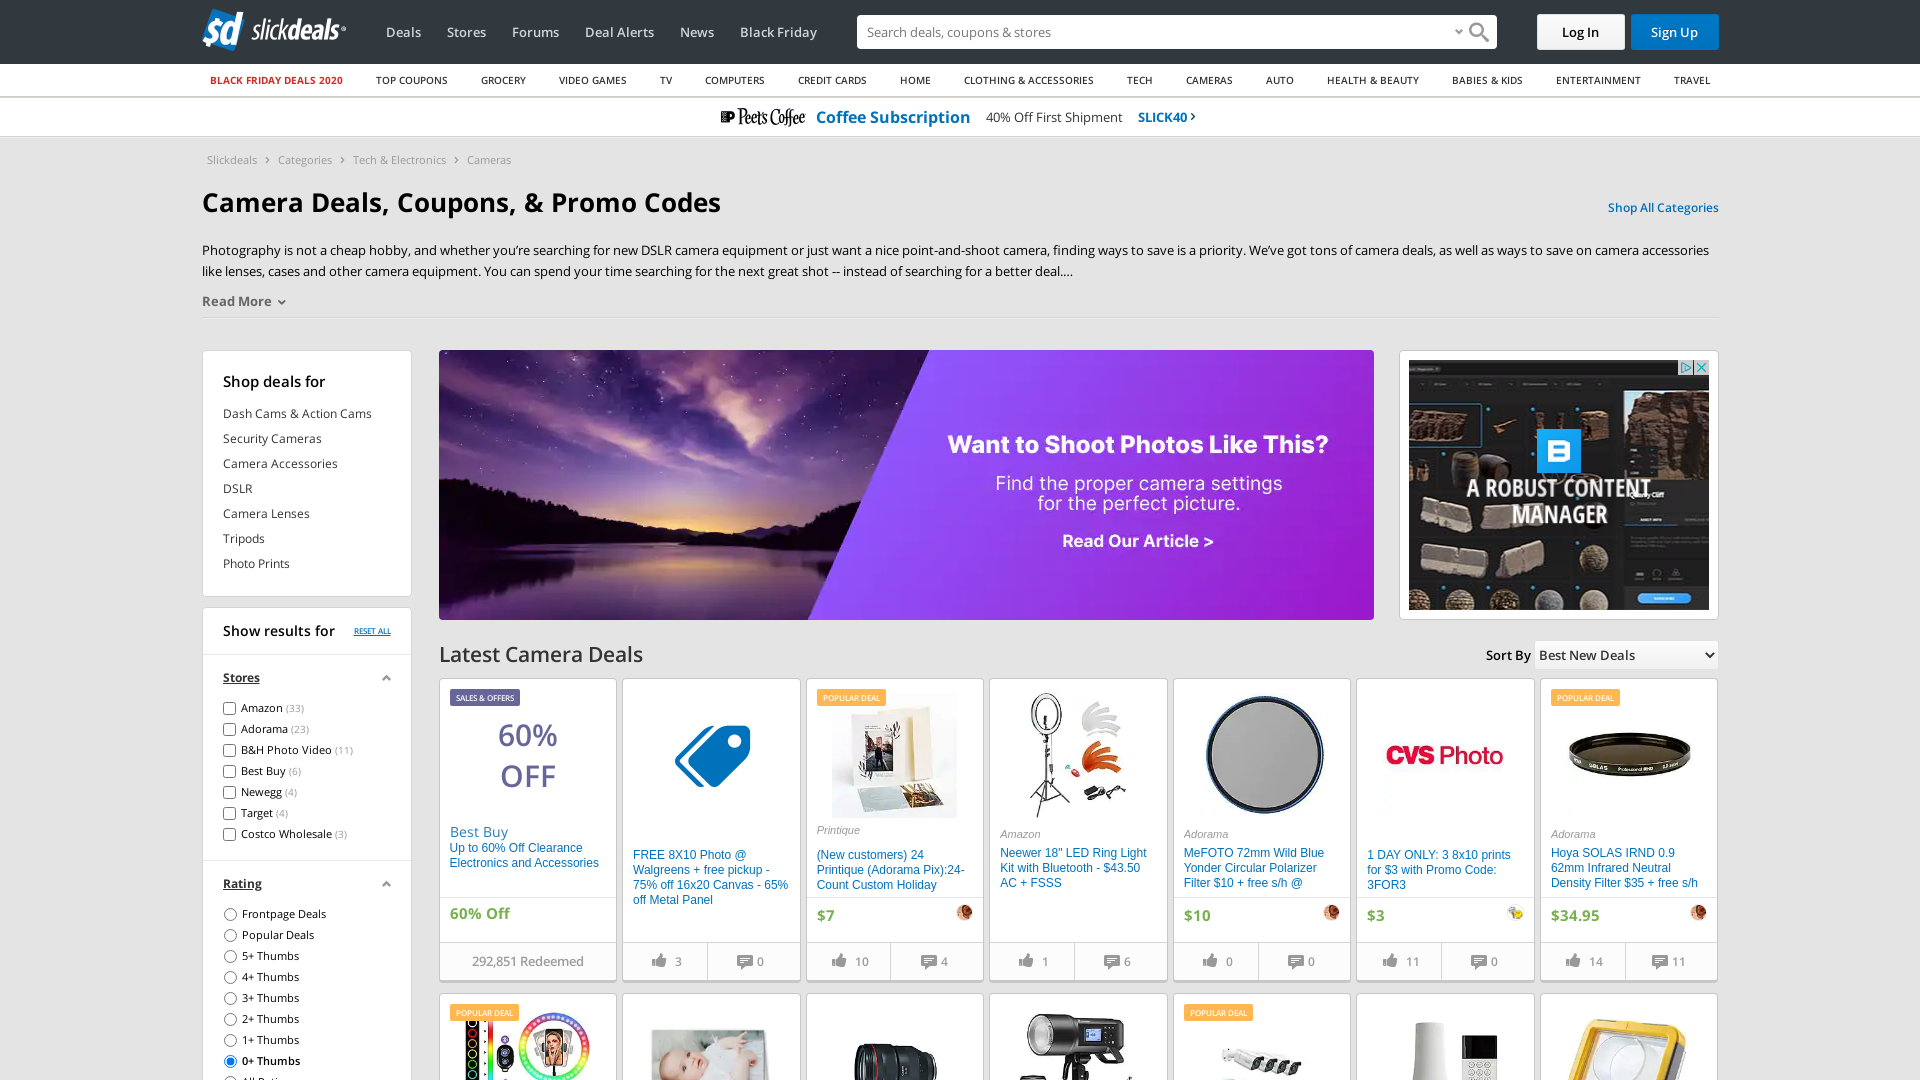 sd slickdeals
Deals Stores Forums Deal Alerts News Black Friday
Search deals, coupons & stores
Log In Sign Up
BLACK FRIDAY DEALS 2020 TOP COUPONS GROCERY VIDEO GAMES TV COMPUTERS CREDIT CARDS HOME CLOTHING & ACCESSORIES TECH CAMERAS AUTO HEALTH & BEAUTY BABIES & KIDS ENTERTAINMENT TRAVEL
Peet's Coffee Coffee Subscription 40% Off First Shipment SLICK40
Slickdeals > Categories > Tech & Electronics > Cameras
Camera Deals, Coupons, & Promo Codes
Shop All Categories
Photography is not a cheap hobby, and whether you’re searching for new DSLR camera equipment or just want a nice point-and-shoot camera, finding ways to save is a priority. We’ve got tons of camera deals, as well as ways to save on camera accessories
like lenses, cases and other camera equipment. You can spend your time searching for the next great shot -- instead of searching for a better deal.…
Read More
Shop deals for
Dash Cams & Action Cams
Security Cameras
Camera Accessories
DSLR
Camera Lenses
Tripods
Photo Prints
Show results for RESET ALL
Stores
Amazon (33)
Adorama (23)
B&H Photo Video (11)
Best Buy (6)
Newegg (4)
Target (4)
Costco Wholesale (3)
Rating
Frontpage Deals
Popular Deals
5+ Thumbs
4+ Thumbs
3+ Thumbs
2+ Thumbs
1+ Thumbs
0+ Thumbs
Want to Shoot Photos Like This?
Find the proper camera settings
for the perfect picture.
Read Our Article >
B
A ROBUST CONTENT
MANAGER
Latest Camera Deals
Sort By Best New Deals
SALES & OFFERS
60%
OFF
Best Buy
Up to 60% Off Clearance
Electronics and Accessories
60% Off
292,851 Redeemed
FREE 8X10 Photo @
Walgreens + free pickup -
75% off 16x20 Canvas - 65%
off Metal Panel
3 0
POPULAR DEAL
Printique
(New customers) 24
Printique (Adorama Pix):24-
Count Custom Holiday
$7
10 4
Amazon
Neewer 18" LED Ring Light
Kit with Bluetooth - $43.50
AC + FSSS
1 6
Adorama
MeFOTO 72mm Wild Blue
Yonder Circular Polarizer
Filter $10 + free s/h @
$10
0 0
CVS Photo
1 DAY ONLY: 3 8x10 prints
for $3 with Promo Code:
3FOR3
$3
11 0
POPULAR DEAL
Adorama
Hoya SOLAS IRND 0.9
62mm Infrared Neutral
Density Filter $35 + free s/h
$34.95
14 11
POPULAR DEAL
POPULAR DEAL